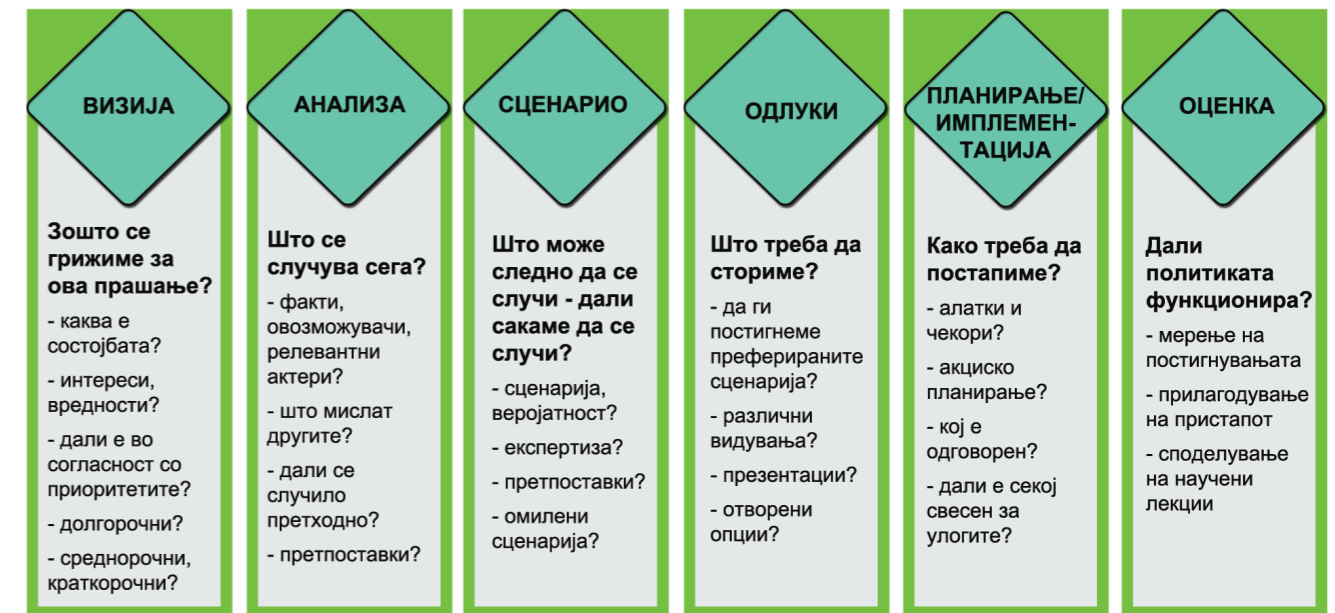 ВИЗИЈА
Зошто се
грижиме за
ова прашање?
- каква е
состојбата?
- интереси,
вредности?
- дали е во
согласност со
приоритетите?
- долгорочни?
- среднорочни,
краткорочни?
АНАЛИЗА
Што се
случува сега?
- факти,
овозможувачи,
релевантни
актери?
- што мислат
другите?
- дали се
случило
претходно?
- претпоставки?
СЦЕНАРИО
Што може
следно да се
случи - дали
сакаме да се
случи?
- сценарија,
веројатност?
- експертиза?
- претпоставки?
- омилени
сценарија?
ОДЛУКИ
Што треба да
сториме?
- да ги
постигнеме
преферираните
сценарија?
- различни
видувања?
- презентации?
- отворени
опции?
ПЛАНИРАЊЕ/
ИМПЛЕМЕН-
ТАЦИЈА
Како треба да
постапиме?
- алатки и
чекори?
- акциско
планирање?
- кој е
одговорен?
- дали е секој
свесен за
улогите?
ОЦЕНКА
Дали
политиката
функционира?
- мерење на
постигнувањата
- прилагодување
на пристапот
- споделување
на научени
лекции